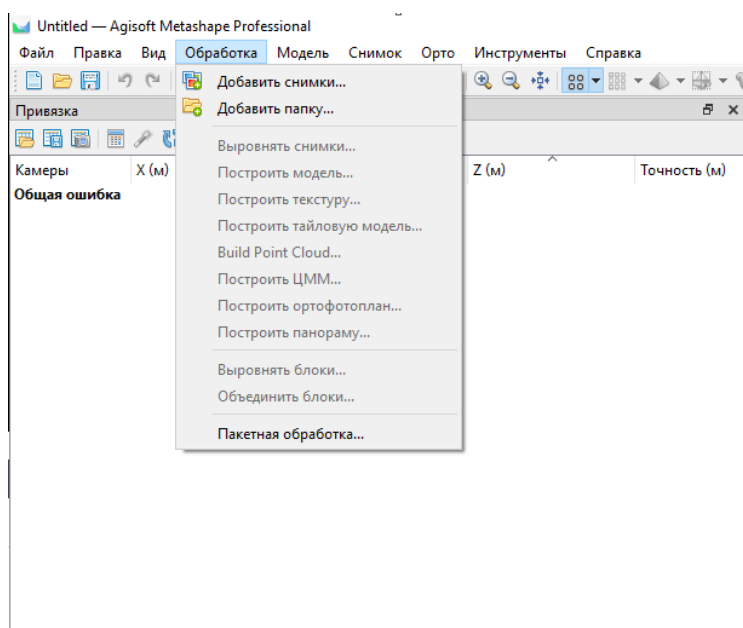 Untitled — Agisoft Metashape Professional
Файл Правка Вид Обработка Модель Снимок Орто Инструменты Справка
Добавить снимки...
Привязка
Добавить папку...
Выровнять снимки...
Камеры X (м) Z (м) Точность (м)
Построить модель...
Общая ошибка
Построить текстуру...
Построить тайловую модель...
Build Point Cloud...
Построить ЦММ...
Построить ортофотоплан...
Построить панораму...
Выровнять блоки...
Объединить блоки...
Пакетная обработка...